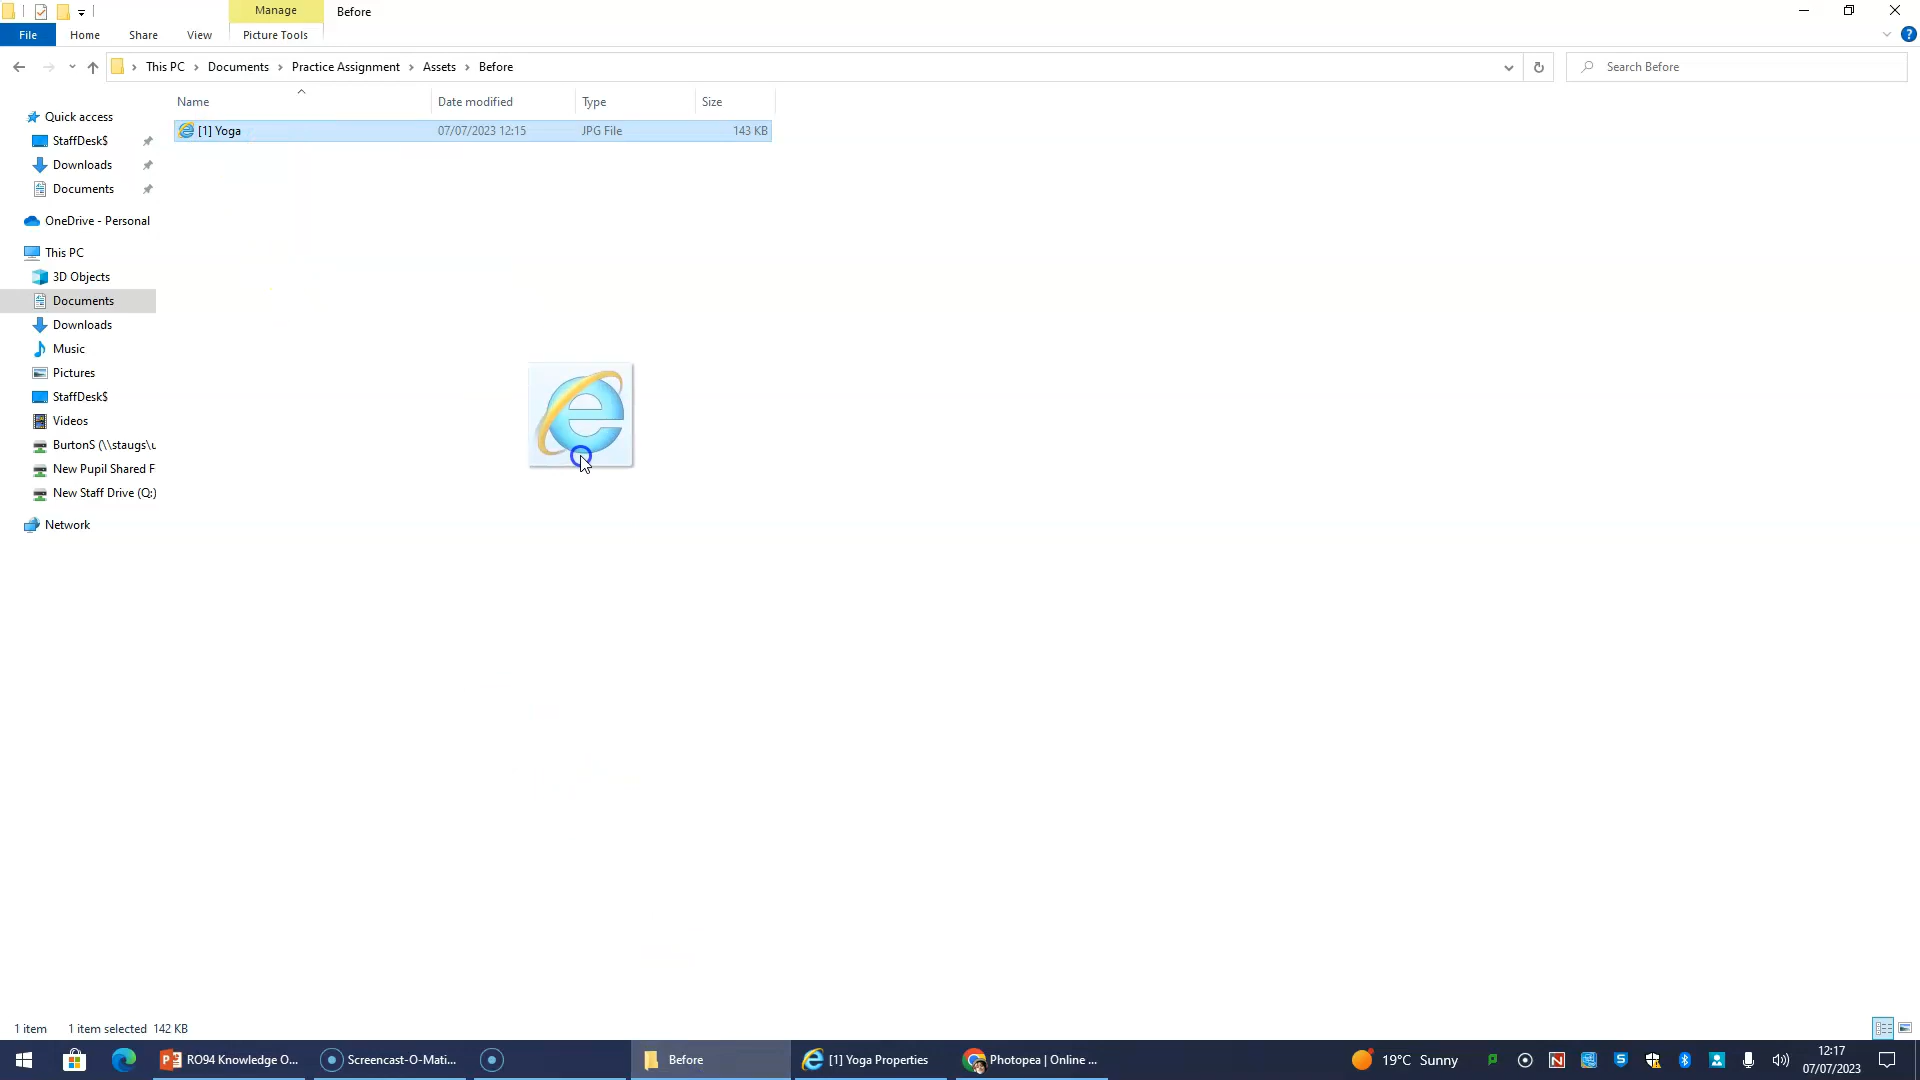 Manage
Before
File
Home
Share
View
Picture Tools
This PC
Documents
Practice Assignment
Assets
Before
Search Before
Name
Date modified
Type
Size
[1] Yoga
07/07/2023 12:15
JPG File
143 KB
Quick access
StaffDesk$
Downloads
Documents
OneDrive - Personal
This PC
3D Objects
Documents
Downloads
Music
Pictures
StaffDesk$
Videos
BurtonS (\\staugs\u
New Pupil Shared F
New Staff Drive (Q:)
Network
1 item
1 item selected 142 KB
RO94 Knowledge O...
Screencast-O-Mati...
Before
[1] Yoga Properties
Photopea | Online ...
19°C Sunny
12:17
07/07/2023